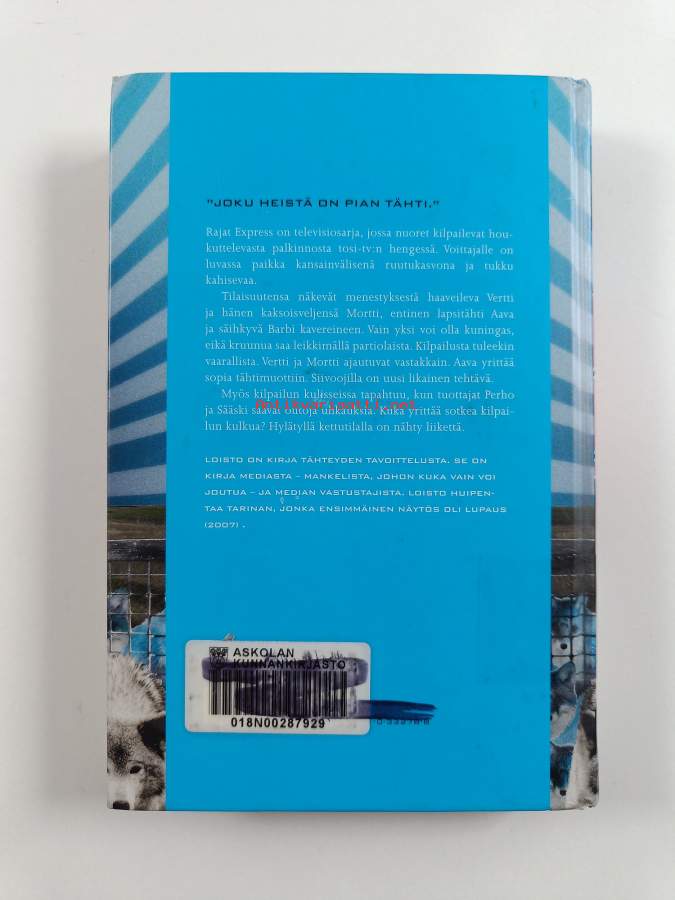 "JOKU HEISTÄ ON PIAN TÄHTI."
Rajat Express on televisiosarja, jossa nuoret kilpailevat hou-
kuttelevasta palkinnosta tosi-tv:n hengessä. Voittajalle on
luvassa paikka kansainvälisenä ruutukasvona ja tukku
kahisevaa.
Tilaisuutensa näkevät menestyksestä haaveileva Vertti
ja hänen kaksoisveljensä Mortti, entinen lapsitähti Aava
ja säihkyvä Barbi kavereineen. Vain yksi voi olla kuningas,
eikä kruunua saa leikkimällä partiolaista. Kilpailusta tuleekin
vaarallista. Vertti ja Mortti ajautuvat vastakkain. Aava yrittää
sopia tähtimuottiin. Siivoojilla on uusi likainen tehtävä.
Myös kilpailun kulisseissa tapahtuu, kun tuottajat Perho
Antikvariaatti.net
ja Sääski saavat outoja uhkauksia. Kuka yrittää sotkea kilpai-
lun kulkua? Hylätyllä kettutilalla on nähty liikettä.
LOISTO ON KIRJA TÄHTEYDEN TAVOITTELUSTA. SE ON
KIRJA MEDIASTA – MANKELISTA, JOHON KUKA VAIN VOI
JOUTUA – JA MEDIAN VASTUSTAJISTA. LOISTO HUIPEN-
TAA TARINAN, JONKA ENSIMMÄINEN NÄYTÖS OLI LUPAUS
(2007) .
ASKOLAN
KUNNANKIRJASTO
018N00287929